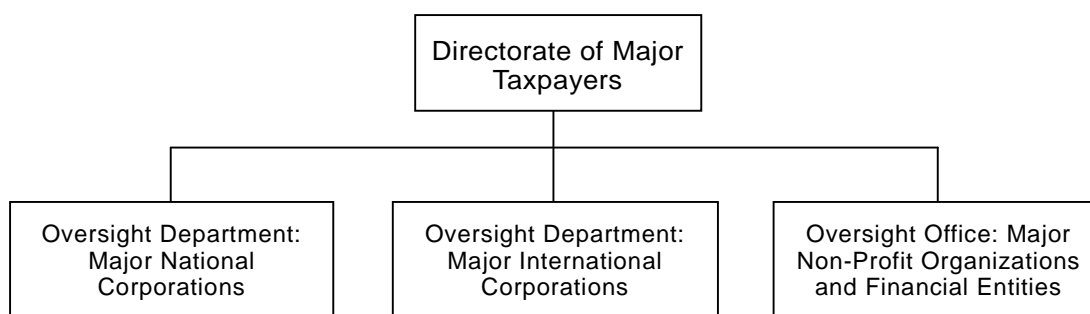 Directorate of Major
Taxpayers
Oversight Department:
Major National
Corporations
Oversight Department:
Major International
Corporations
Oversight Office: Major
Non-Profit Organizations
and Financial Entities